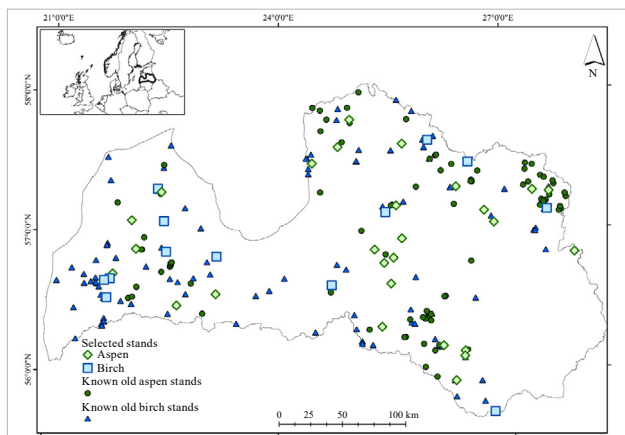 21°0'0"E 24°0'0"E 27°0'0"E
58°0'0"N
N
57°0'0"N
56°0'0"N
Selected stands
Aspen
Birch
Known old aspen stands
Known old birch stands
0 25 50 100 km